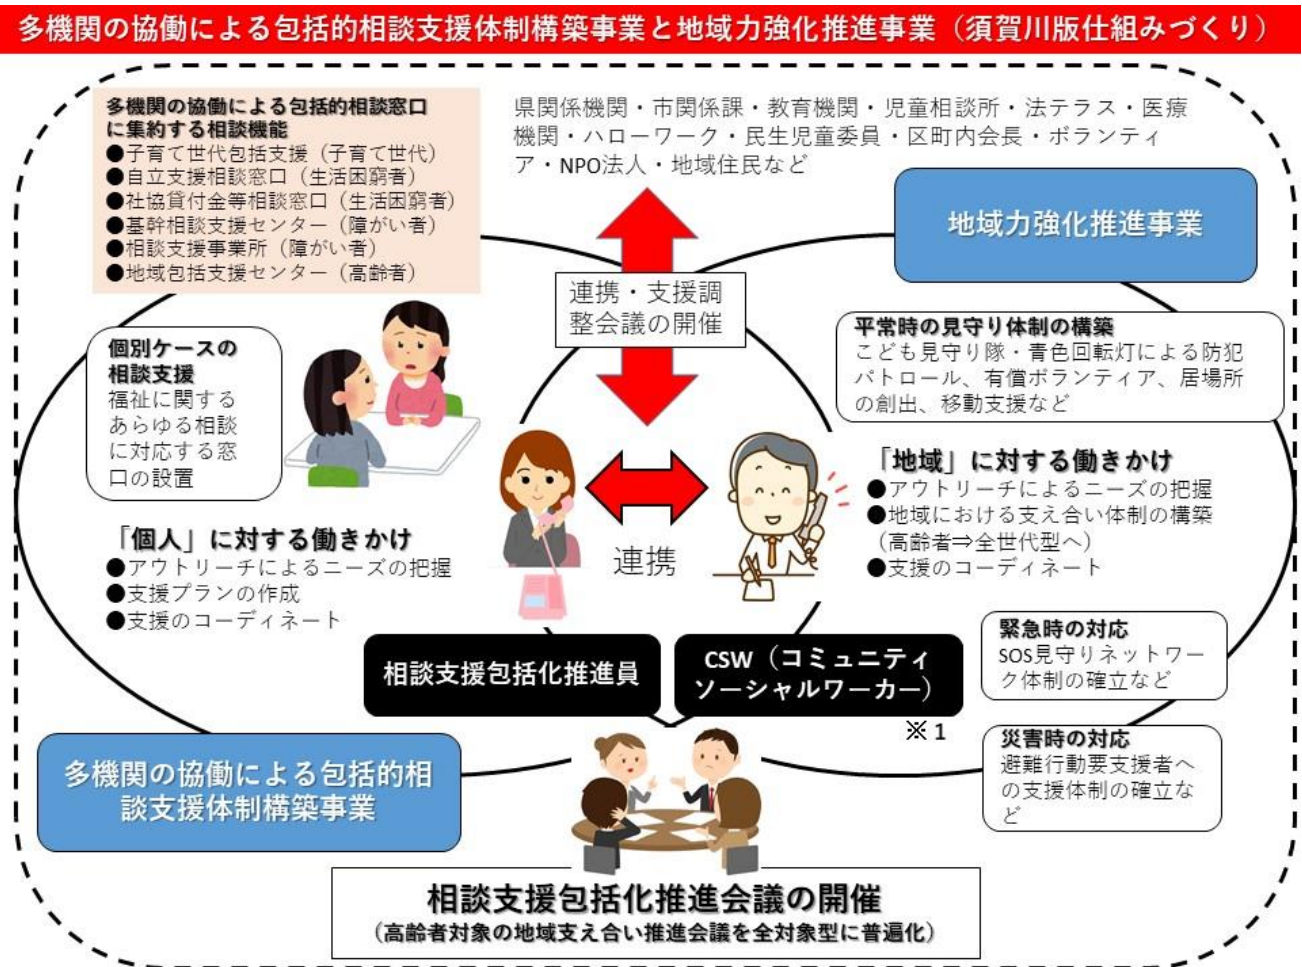 多機関の協働による包括的相談支援体制構築事業と地域力強化推進事業（須賀川版仕組みづくり）
多機関の協働による包括的相談窓口
に集約する相談機能
●子育て世代包括支援（子育て世代）
●自立支援相談窓口（生活困窮者）
●社協貸付金等相談窓口（生活困窮者）
●基幹相談支援センター（障がい者）
●相談支援事業所（障がい者）
●地域包括支援センター（高齢者）
県関係機関・市関係課・教育機関・児童相談所・法テラス・医療
機関・ハローワーク・民生児童委員・区町内会長・ボランティ
ア・NPO法人・地域住民など
地域力強化推進事業
連携・支援調
整会議の開催
個別ケースの
相談支援
福祉に関する
あらゆる相談
に対応する窓
口の設置
平常時の見守り体制の構築
こども見守り隊・青色回転灯による防犯
パトロール、有償ボランティア、居場所
の創出、移動支援など
「個人」に対する働きかけ
●アウトリーチによるニーズの把握
●支援プランの作成
●支援のコーディネート
連携
「地域」に対する働きかけ
●アウトリーチによるニーズの把握
●地域における支え合い体制の構築
（高齢者⇒全世代型へ）
●支援のコーディネート
相談支援包括化推進員
CSW（コミュニティ
ソーシャルワーカー）
※1
緊急時の対応
SOS見守りネットワー
ク体制の確立など
災害時の対応
避難行動要支援者へ
の支援体制の確立な
ど
多機関の協働による包括的相
談支援体制構築事業
相談支援包括化推進会議の開催
（高齢者対象の地域支え合い推進会議を全対象型に普遍化）